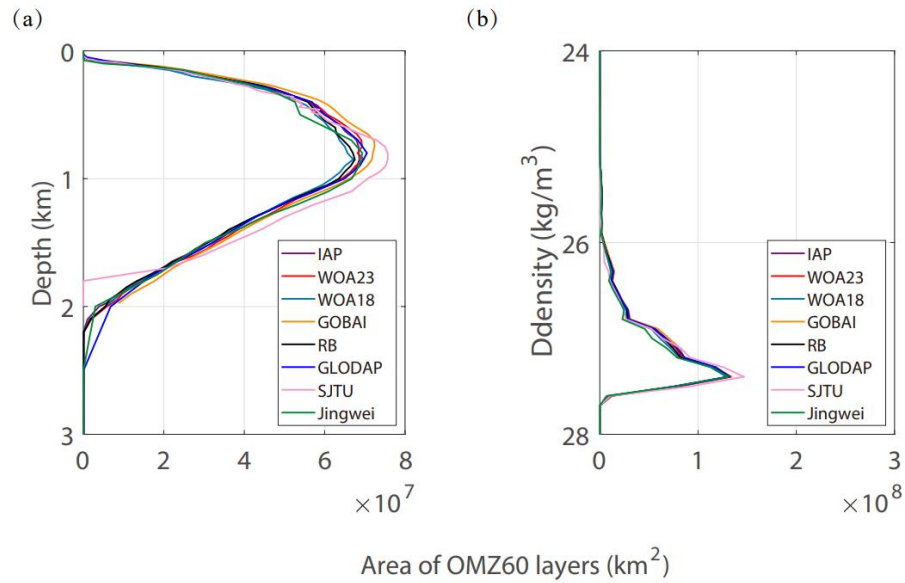 (a)
0
1
2
3
Depth (km)
IAP
WOA23
WOA18
GOBAI
RB
GLODAP
SJTU
Jingwei
0 2 4 6 8
×10^7
(b)
24
26
28
Ddensity (kg/m^3)
IAP
WOA23
WOA18
GOBAI
RB
GLODAP
SJTU
Jingwei
0 1 2 3
×10^8
Area of OMZ60 layers (km^2)